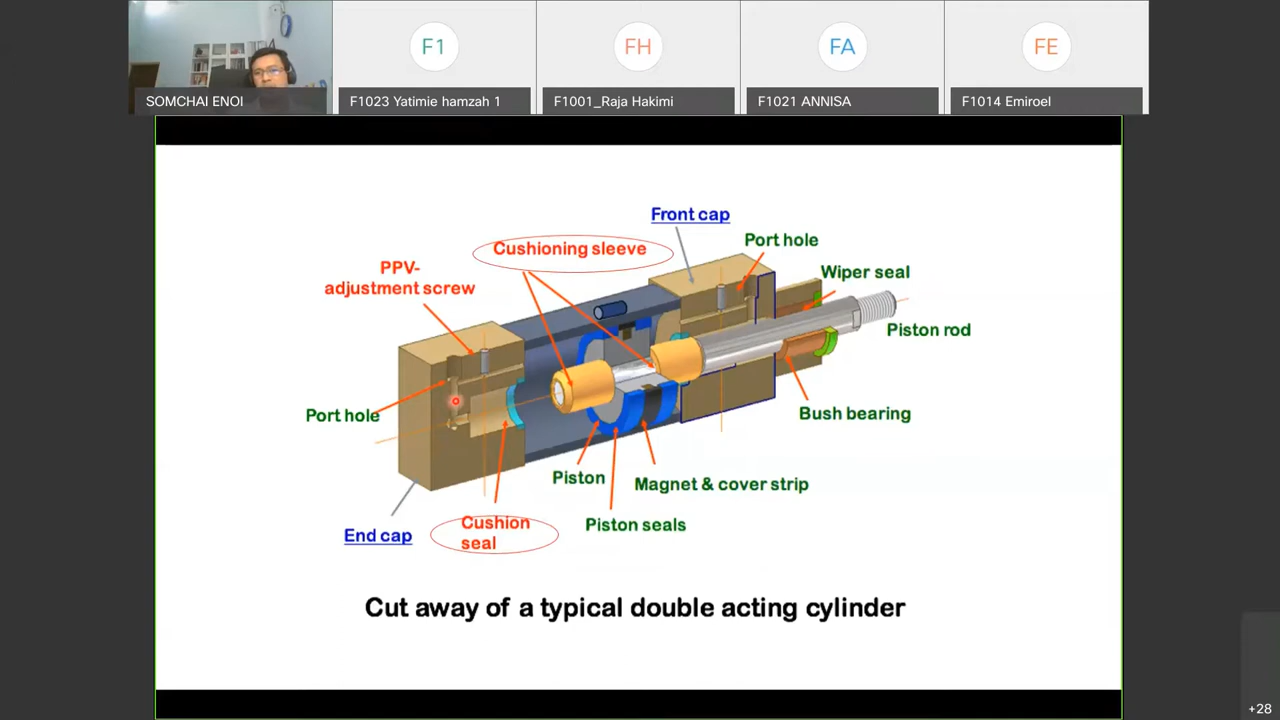 F1
FH
FA
FE
SOMCHAI ENOI
F1023 Yatimie hamzah 1
F1001_Raja Hakimi
F1021 ANNISA
F1014 Emiroel
Front cap
Cushioning sleeve
Port hole
PPV-
adjustment screw
Wiper seal
Piston rod
Port hole
Bush bearing
Piston
Magnet & cover strip
Cushion
seal
Piston seals
End cap
Cut away of a typical double acting cylinder
+28